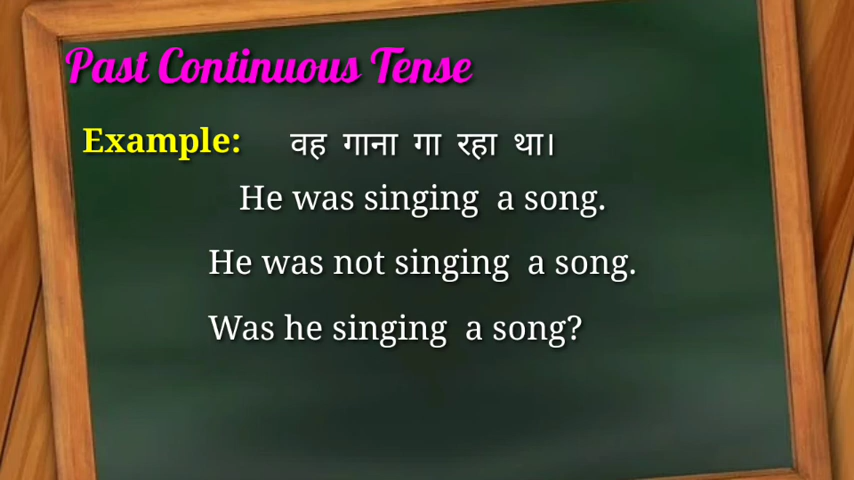 Past Continuous Tense
Example: वह गाना गा रहा था।
He was singing a song.
He was not singing a song.
Was he singing a song?